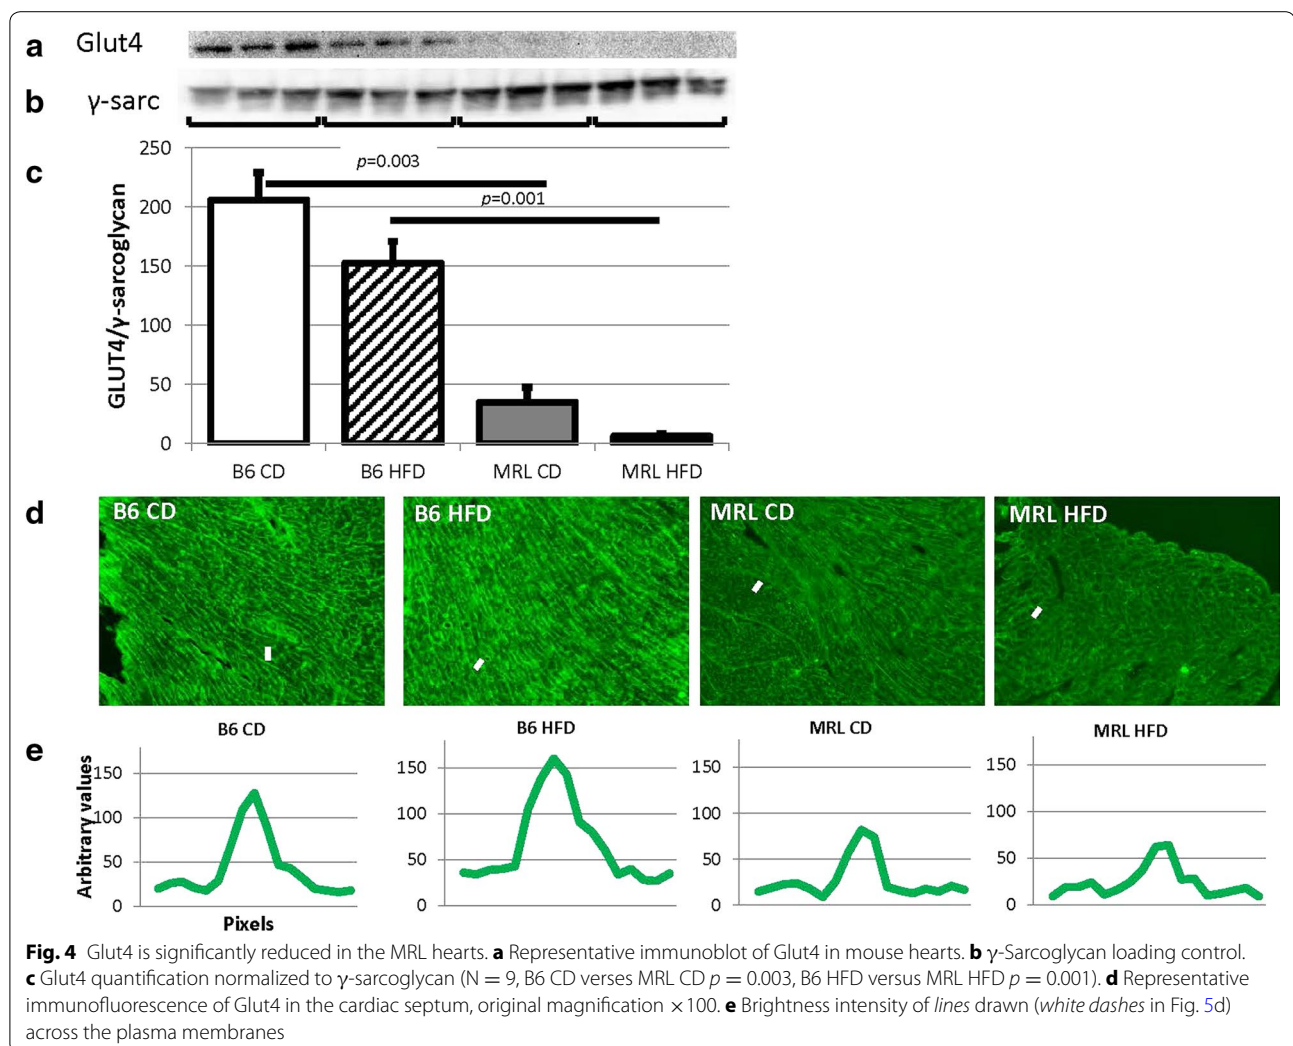 a Glut4
b γ-sarc
c
250
200
150
100
50
0
GLUT4/γ-sarcoglycan
p=0.003
p=0.001
B6 CD B6 HFD MRL CD MRL HFD
d
B6 CD B6 HFD MRL CD MRL HFD
e
B6 CD B6 HFD MRL CD MRL HFD
Arbitrary values
150 150 150 150
100 100 100 100
50 50 50 50
0 0 0 0
Pixels
Fig. 4 Glut4 is significantly reduced in the MRL hearts. a Representative immunoblot of Glut4 in mouse hearts. b γ-Sarcoglycan loading control.
c Glut4 quantification normalized to γ-sarcoglycan (N = 9, B6 CD verses MRL CD p = 0.003, B6 HFD versus MRL HFD p = 0.001). d Representative
immunofluorescence of Glut4 in the cardiac septum, original magnification ×100. e Brightness intensity of lines drawn (white dashes in Fig. 5d)
across the plasma membranes